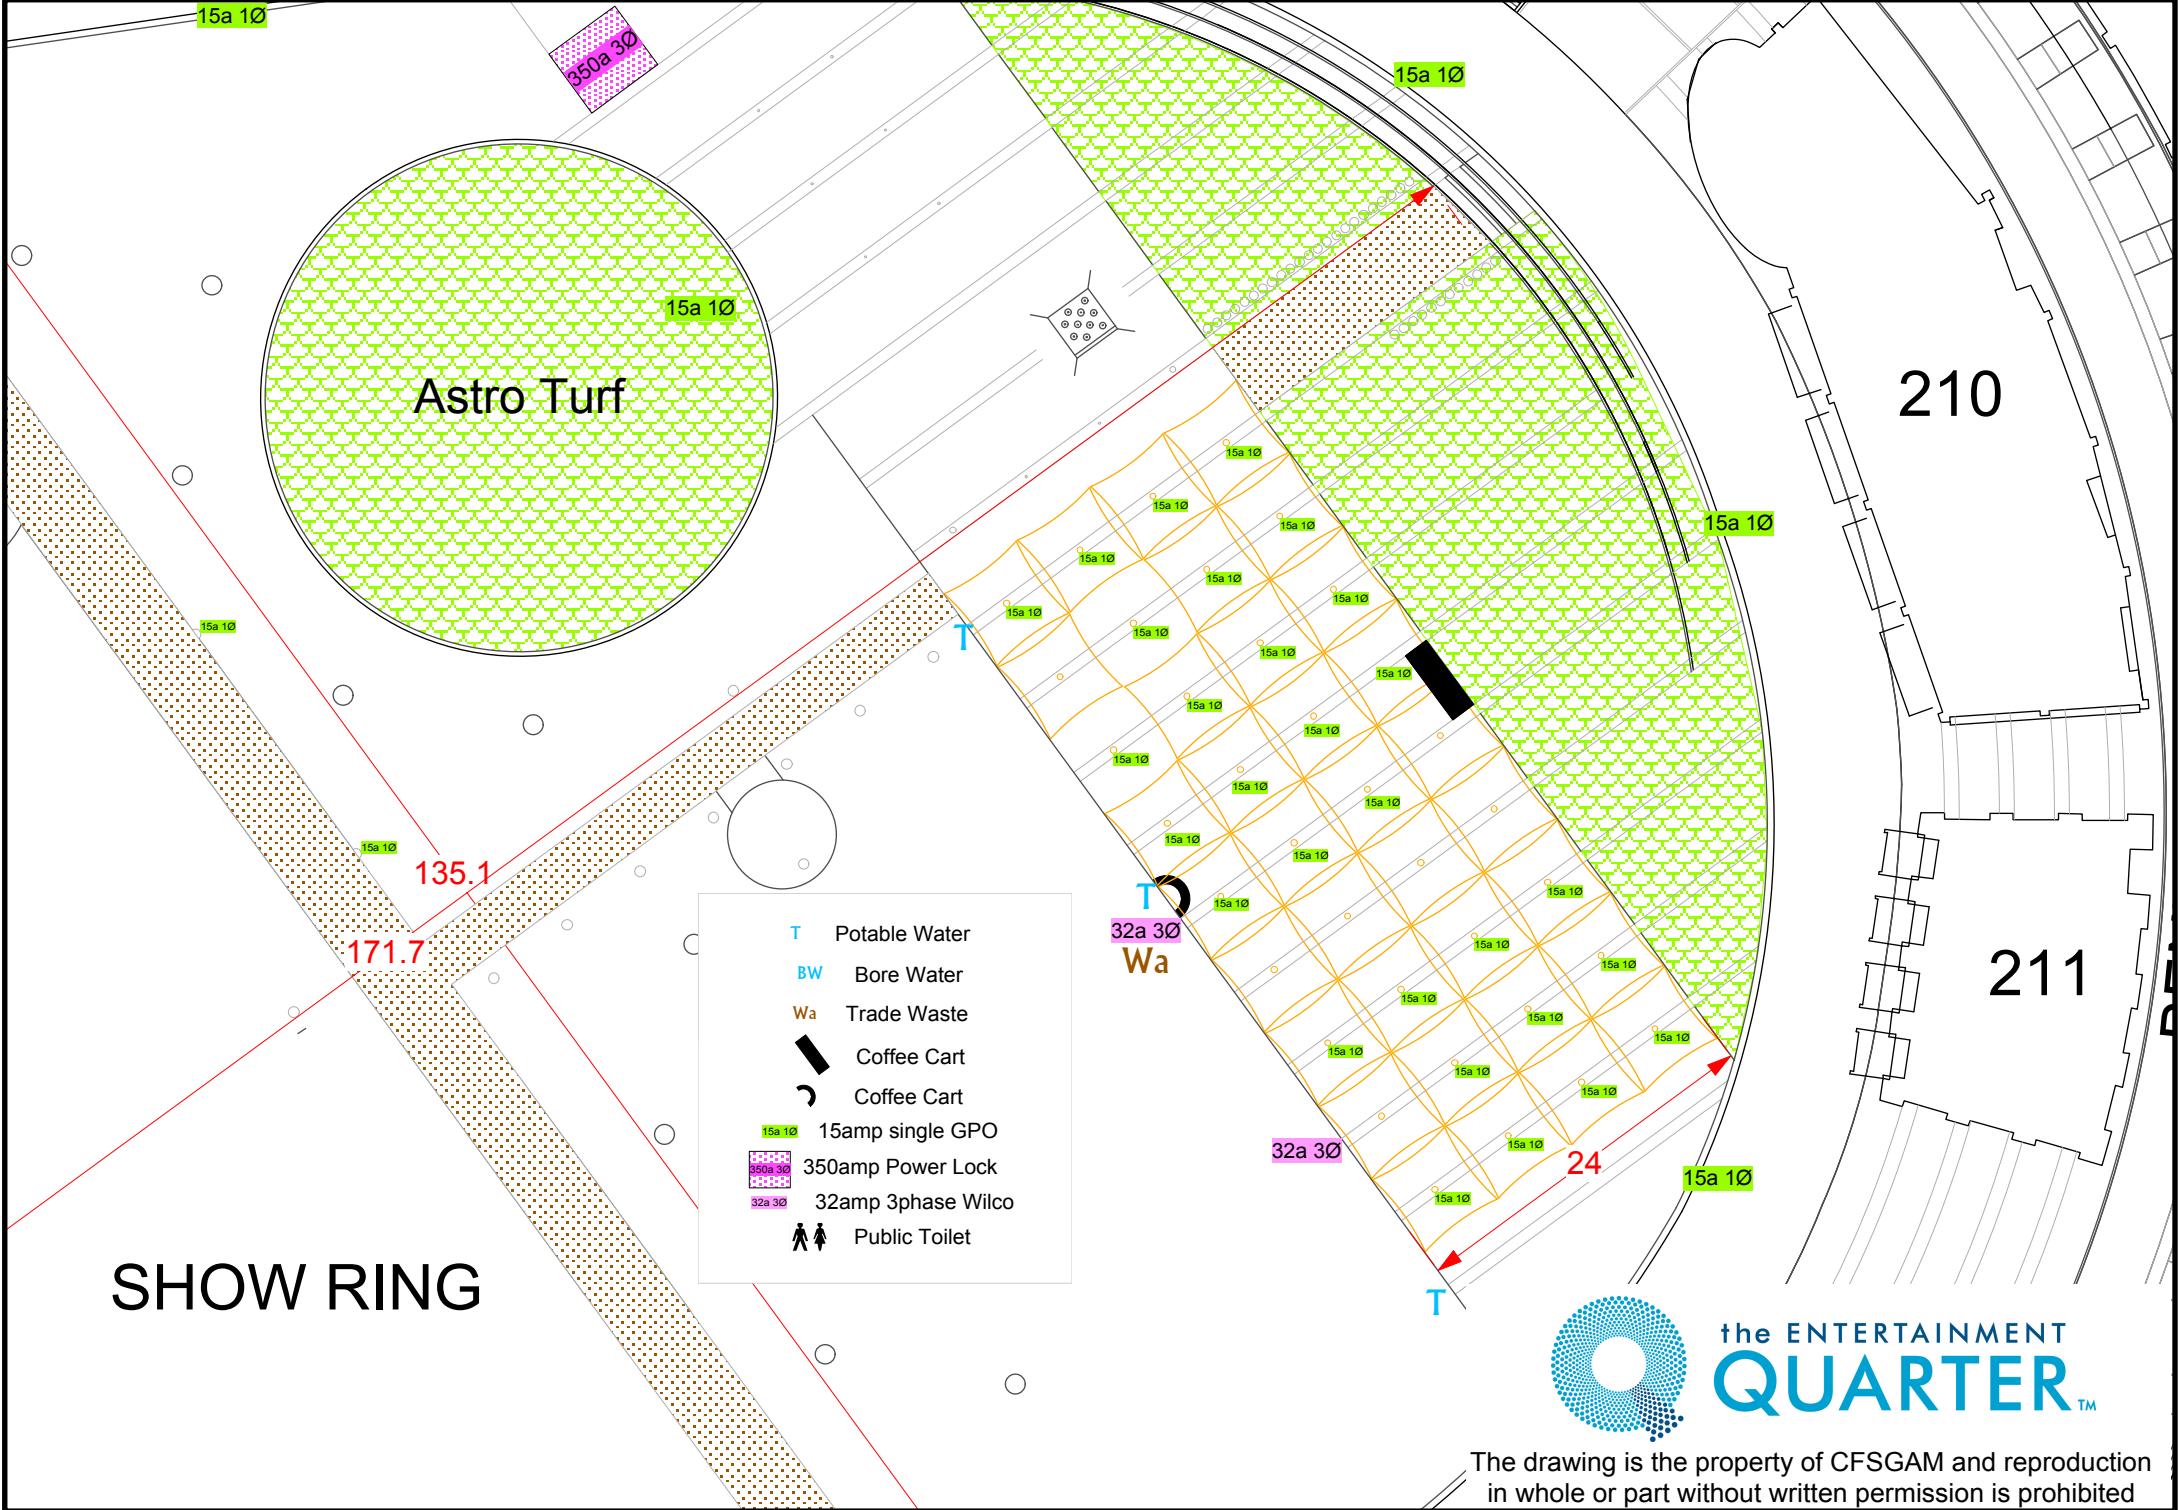 15a 1Ø
350a 3Ø
15a 1Ø
15a 1Ø
Astro Turf
210
15a 1Ø
15a 1Ø
15a 1Ø
15a 1Ø
15a 1Ø
15a 1Ø
15a 1Ø
15a 1Ø
15a 1Ø
15a 1Ø
T
15a 1Ø
15a 1Ø
15a 1Ø
15a 1Ø
15a 1Ø
15a 1Ø
15a 1Ø
15a 1Ø
15a 1Ø
15a 1Ø
15a 1Ø
15a 1Ø
135.1
15a 1Ø
15a 1Ø
T
32a 3Ø
Wa
171.7
15a 1Ø
15a 1Ø
211
15a 1Ø
15a 1Ø
15a 1Ø
15a 1Ø
15a 1Ø
15a 1Ø
32a 3Ø
15a 1Ø
24
15a 1Ø
15a 1Ø
T Potable Water
BW Bore Water
Wa Trade Waste
Coffee Cart
Coffee Cart
15a 1Ø 15amp single GPO
350a 3Ø 350amp Power Lock
32a 3Ø 32amp 3phase Wilco
Public Toilet
SHOW RING
T
the ENTERTAINMENT
QUARTER TM
The drawing is the property of CFSGAM and reproduction
in whole or part without written permission is prohibited